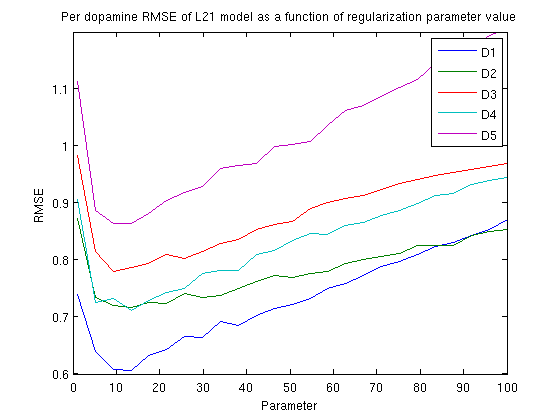 Per dopamine RMSE of L21 model as a function of regularization parameter value
1.1
1
0.9
0.8
0.7
0.6
RMSE
0
10
20
30
40
50
60
70
80
90
100
Parameter
D1
D2
D3
D4
D5